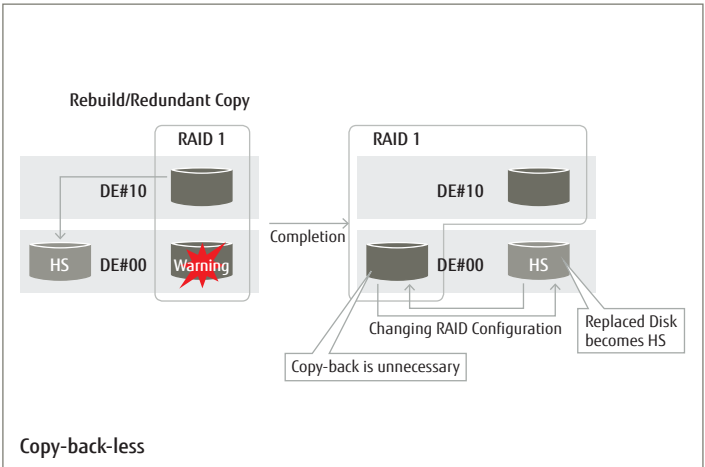 Rebuild/Redundant Copy
RAID 1
DE#10
HS
DE#00
Warning
Completion
RAID 1
DE#10
DE#00
HS
Changing RAID Configuration
Replaced Disk
becomes HS
Copy-back is unnecessary
Copy-back-less